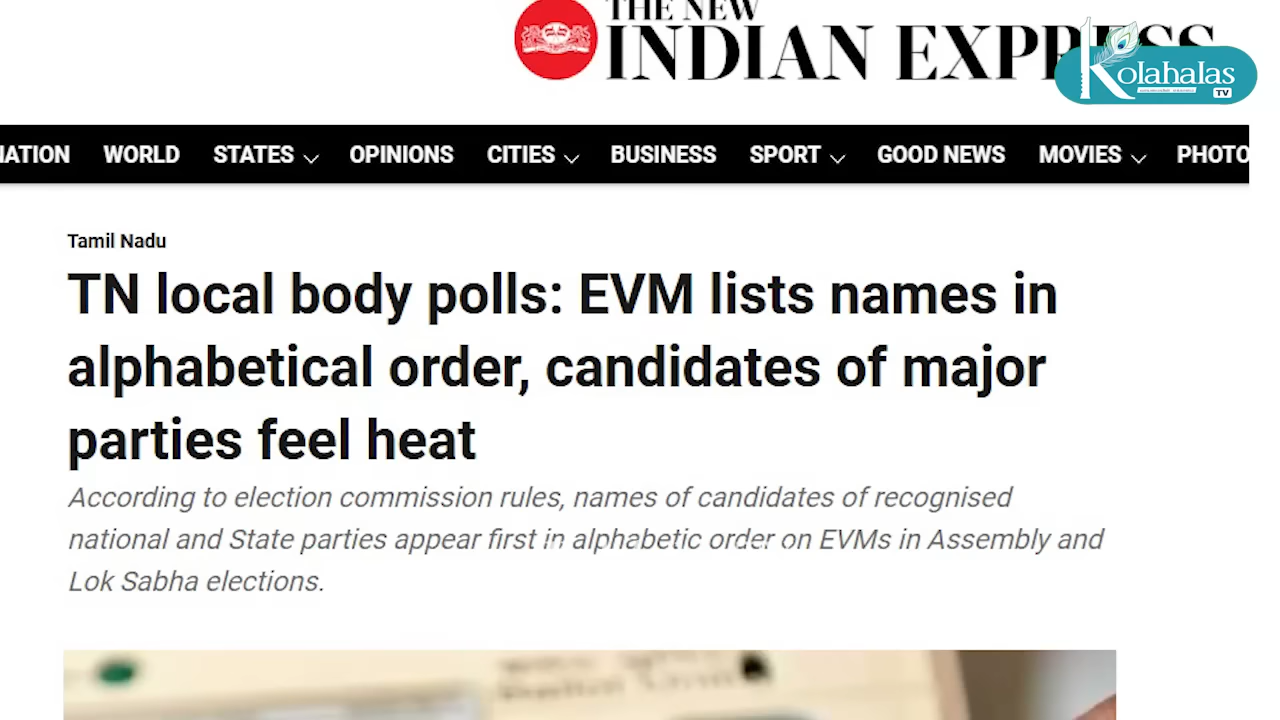 THE NEW
INDIAN EXPRESS
Kolahalas
TV
NATION WORLD STATES OPINIONS CITIES BUSINESS SPORT GOOD NEWS MOVIES PHOTO
Tamil Nadu
TN local body polls: EVM lists names in
alphabetical order, candidates of major
parties feel heat
According to election commission rules, names of candidates of recognised
national and State parties appear first in alphabetic order on EVMs in Assembly and
Lok Sabha elections.